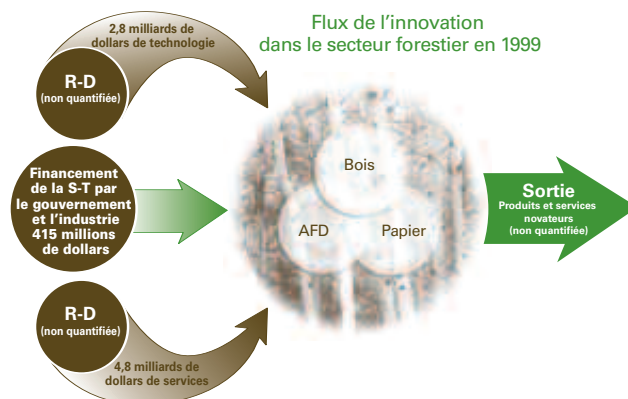 Flux de l'innovation
dans le secteur forestier en 1999
2,8 milliards de
dollars de technologie
R-D
(non quantifiée)
Financement
de la S-T par
le gouvernement
et l'industrie
415 millions
de dollars
R-D
(non quantifiée)
4,8 milliards de
dollars de services
Bois
AFD
Papier
Sortie
Produits et services
novateurs
(non quantifiée)